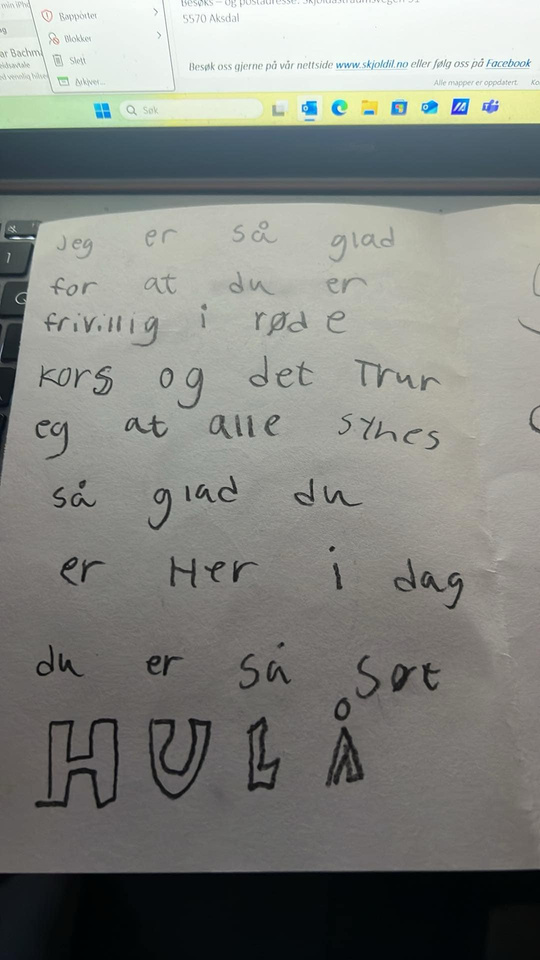 Rapporter
Blokker
Slett
Arkiver...
5570 Aksdal
Besøk oss gjerne på vår nettside www.skjoldil.no eller følg oss på Facebook
Alle mapper er oppdatert.
Søk
Jeg er så glad
for at du er
frivillig i røde
kors og det Trur
eg at alle synes
så glad du
er Her i dag
du er så søt
HULÅ